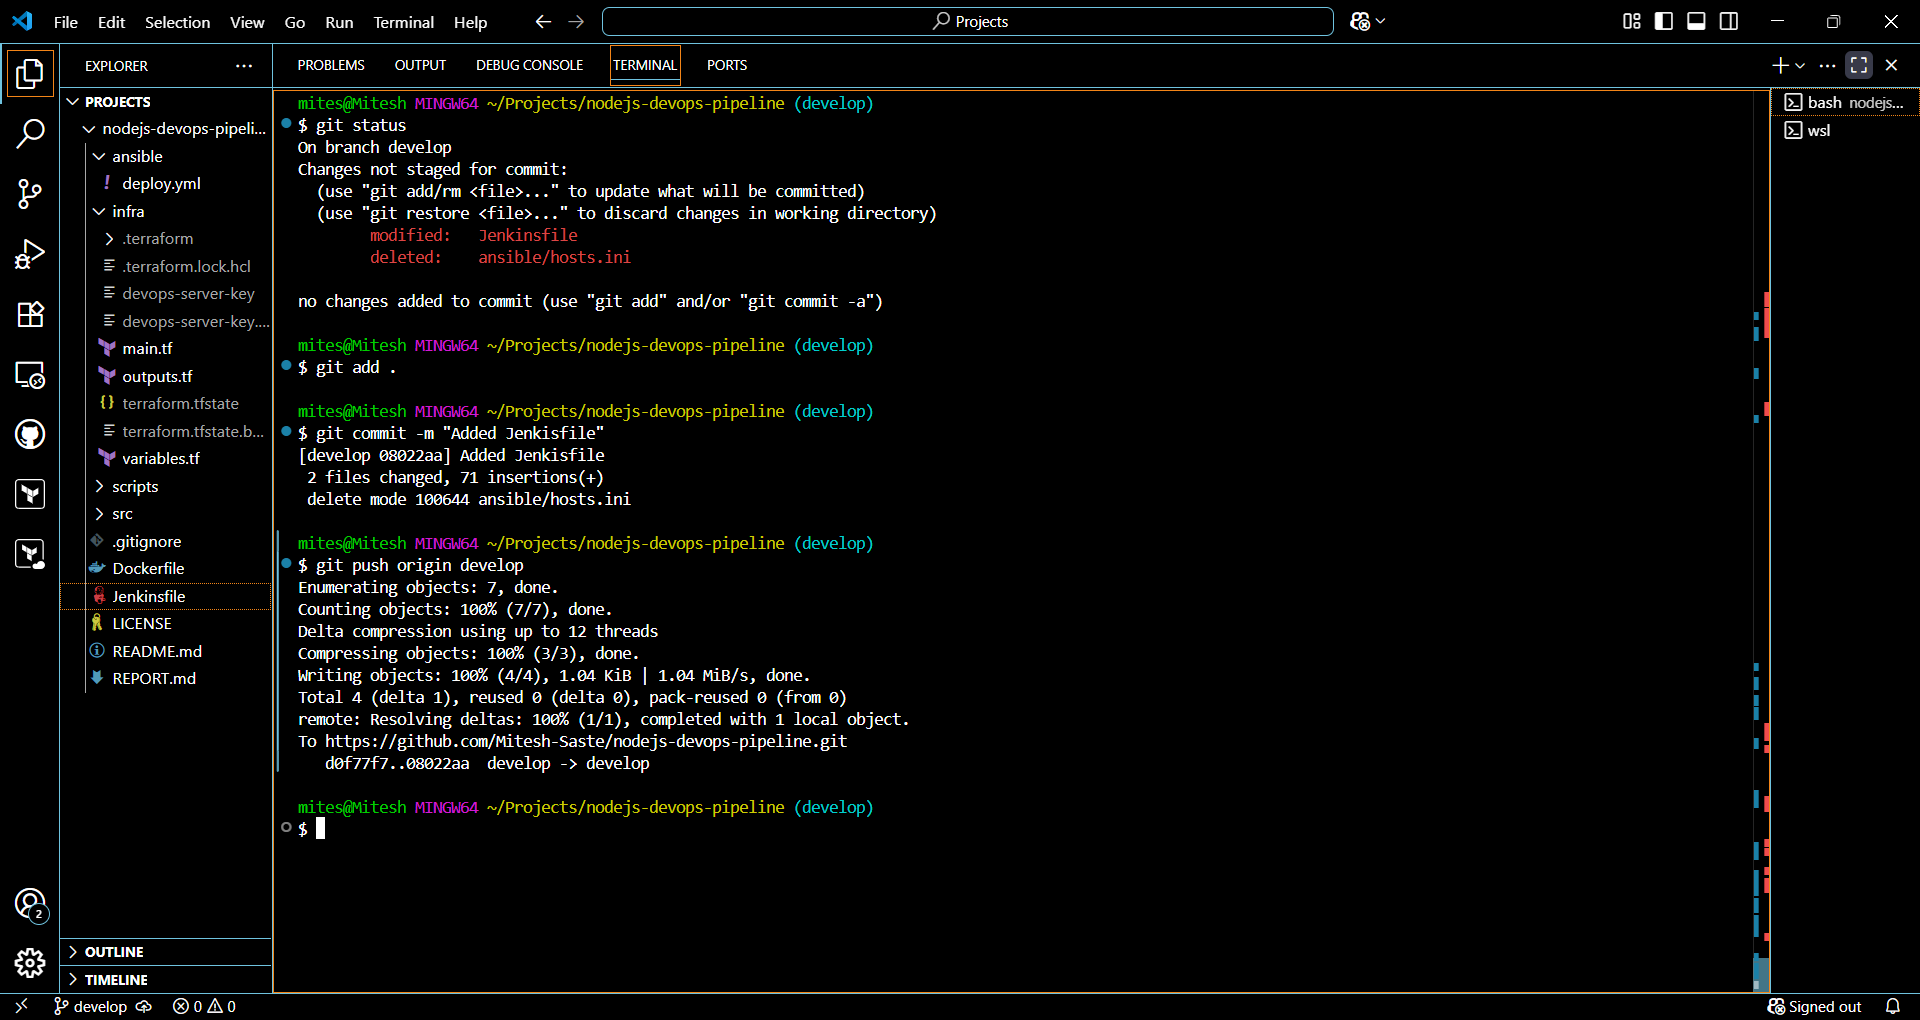 File Edit Selection View Go Run Terminal Help
Projects
EXPLORER
PROJECTS
nodejs-devops-pipeli...
ansible
deploy.yml
infra
.terraform
.terraform.lock.hcl
devops-server-key
devops-server-key....
main.tf
outputs.tf
terraform.tfstate
terraform.tfstate.b...
variables.tf
scripts
src
.gitignore
Dockerfile
Jenkinsfile
LICENSE
README.md
REPORT.md
OUTLINE
TIMELINE
2
PROBLEMS OUTPUT DEBUG CONSOLE TERMINAL PORTS
mites@Mitesh MINGW64 ~/Projects/nodejs-devops-pipeline (develop)
$ git status
On branch develop
Changes not staged for commit:
(use "git add/rm <file>..." to update what will be committed)
(use "git restore <file>..." to discard changes in working directory)
modified: Jenkinsfile
deleted: ansible/hosts.ini
no changes added to commit (use "git add" and/or "git commit -a")
mites@Mitesh MINGW64 ~/Projects/nodejs-devops-pipeline (develop)
$ git add .
mites@Mitesh MINGW64 ~/Projects/nodejs-devops-pipeline (develop)
$ git commit -m "Added Jenkisfile"
[develop 08022aa] Added Jenkisfile
2 files changed, 71 insertions(+)
delete mode 100644 ansible/hosts.ini
mites@Mitesh MINGW64 ~/Projects/nodejs-devops-pipeline (develop)
$ git push origin develop
Enumerating objects: 7, done.
Counting objects: 100% (7/7), done.
Delta compression using up to 12 threads
Compressing objects: 100% (3/3), done.
Writing objects: 100% (4/4), 1.04 KiB | 1.04 MiB/s, done.
Total 4 (delta 1), reused 0 (delta 0), pack-reused 0 (from 0)
remote: Resolving deltas: 100% (1/1), completed with 1 local object.
To https://github.com/Mitesh-Saste/nodejs-devops-pipeline.git
d0f77f7..08022aa develop -> develop
mites@Mitesh MINGW64 ~/Projects/nodejs-devops-pipeline (develop)
$
bash nodejs...
wsl
develop 0 0
Signed out